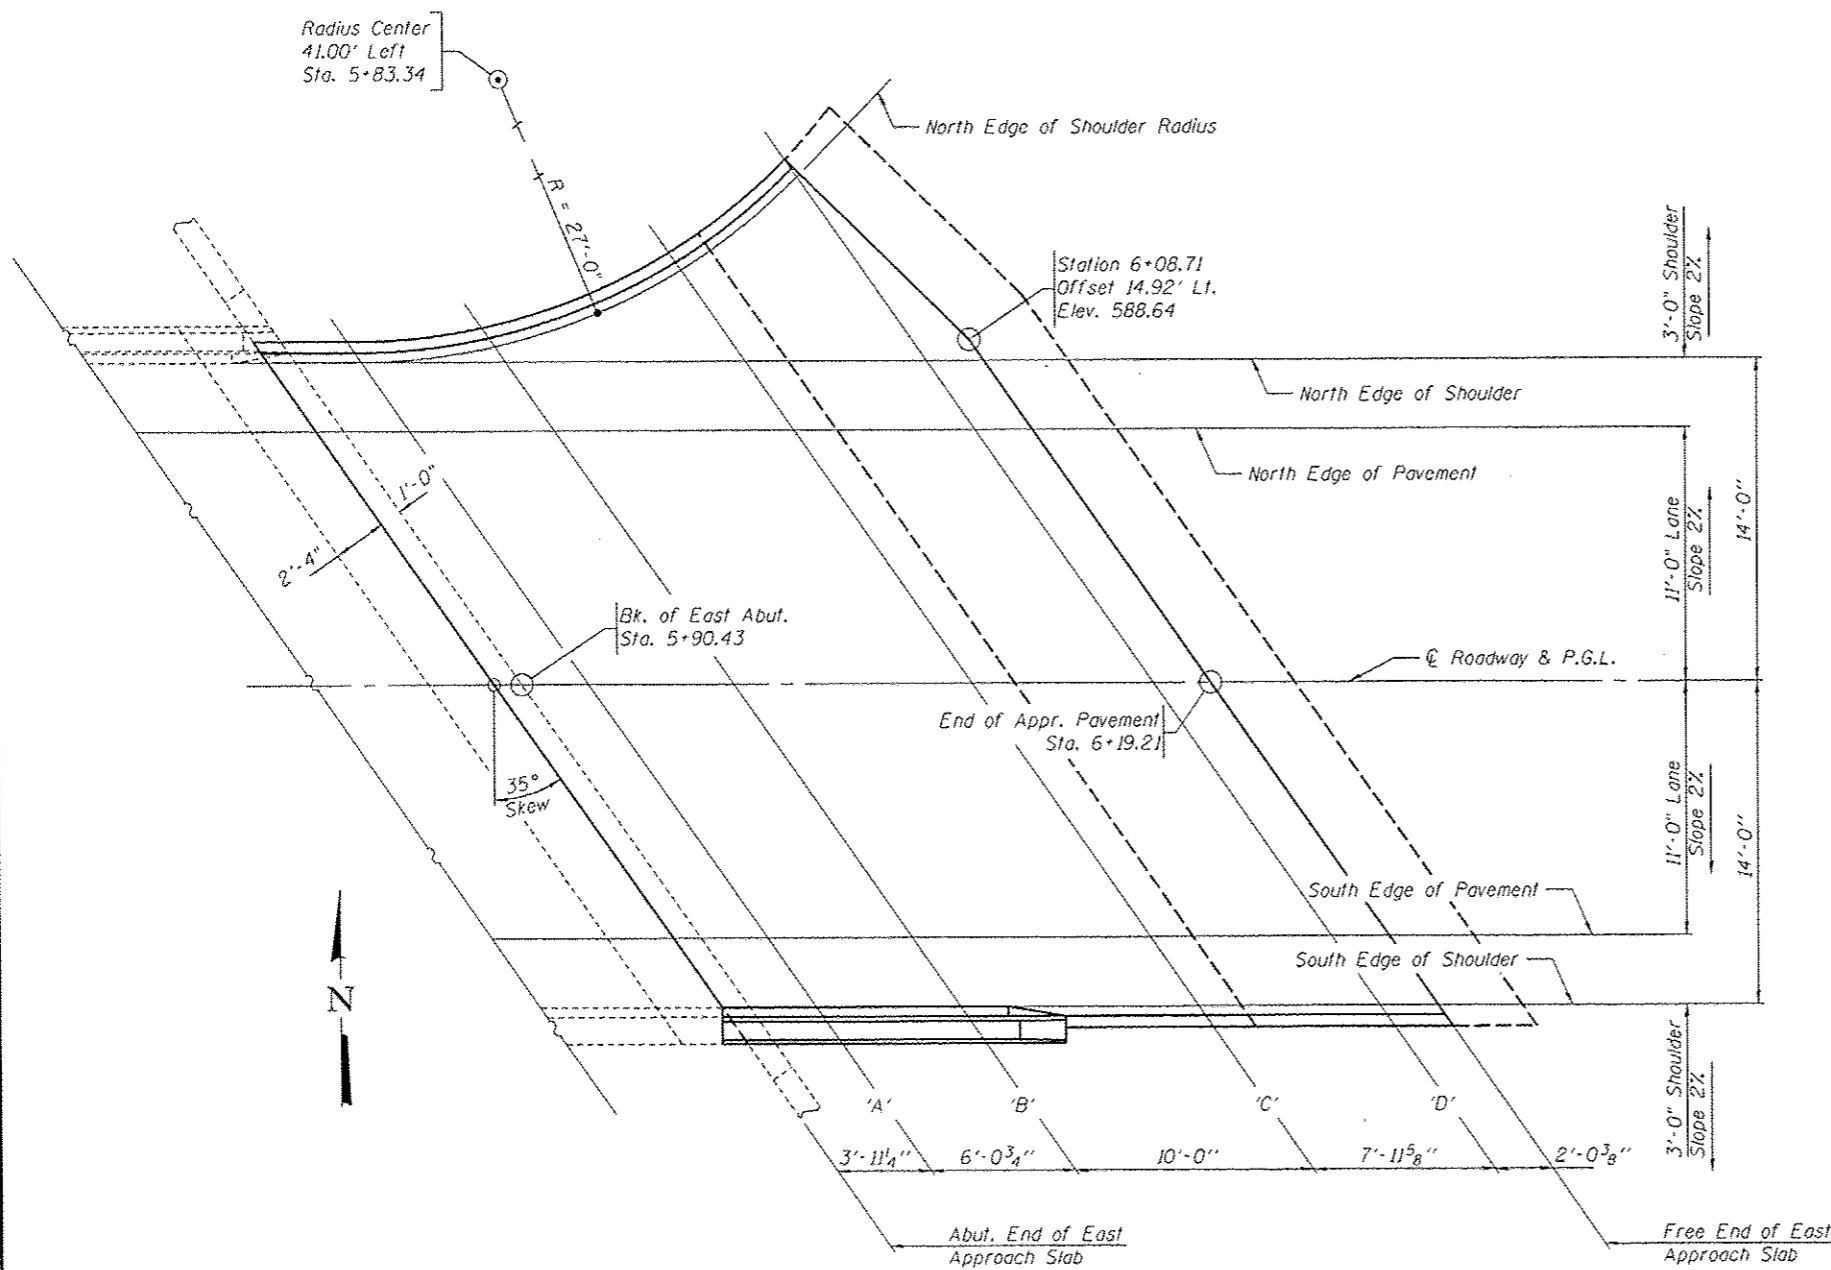 Radius Center
41.00' Left
Sta. 5+83.34
North Edge of Shoulder Radius
R = 27'-0"
Station 6+08.71
Offset 14.92' Lt.
Elev. 588.64
3'-0" Shoulder
Slope 2%
North Edge of Shoulder
North Edge of Pavement
1'-0"
2'-4"
11'-0" Lane
Slope 2%
14'-0"
Bk. of East Abut.
Sta. 5+90.43
℄ Roadway & P.G.L.
End of Appr. Pavement
Sta. 6+19.21
35°
Skew
11'-0" Lane
Slope 2%
14'-0"
South Edge of Pavement
South Edge of Shoulder
N
'A'
'B'
'C'
'D'
3'-11¼"
6'-0¾"
10'-0"
7'-11⅝"
2'-0⅜"
3'-0" Shoulder
Slope 2%
Abut. End of East
Approach Slab
Free End of East
Approach Slab